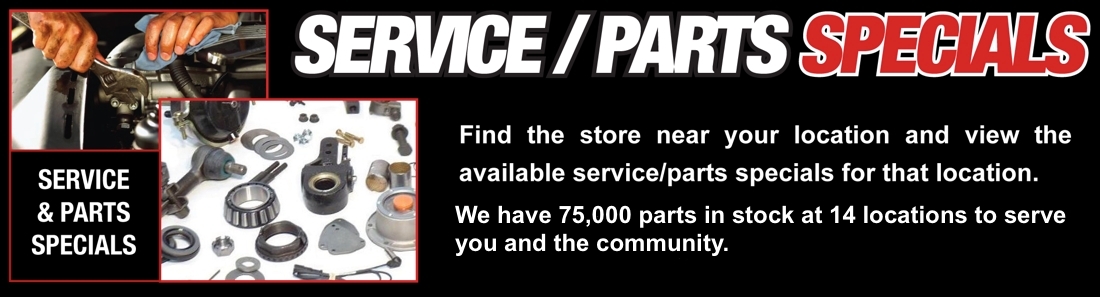 SERVICE / PARTS SPECIALS
SERVICE
& PARTS
SPECIALS
Find the store near your location and view the
available service/parts specials for that location.
We have 75,000 parts in stock at 14 locations to serve
you and the community.